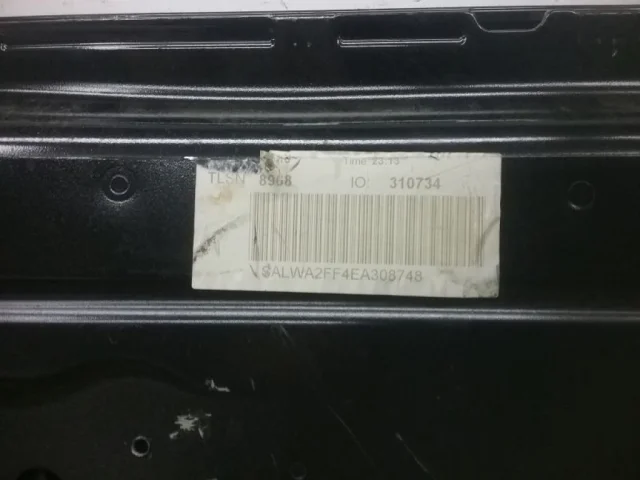 Time 23:13
TLSN 8968 IO: 310734
SALWA2FF4EA308748